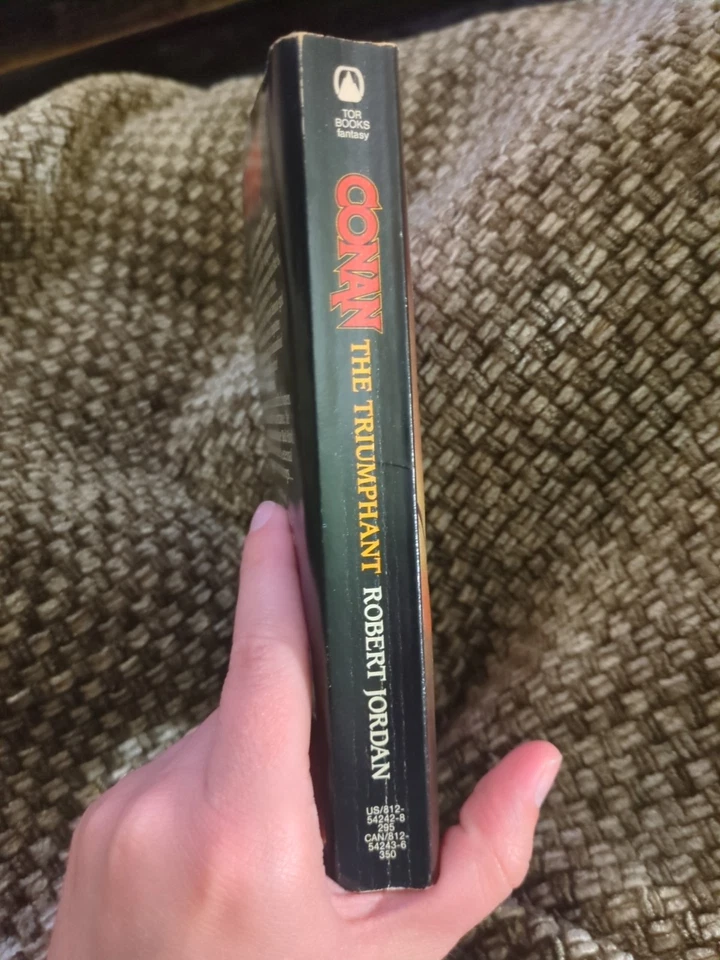 TOR
BOOKS
fantasy
CONAN THE TRIUMPHANT ROBERT JORDAN
US/812-
54242-8
295
CAN/812-
54243-6
350